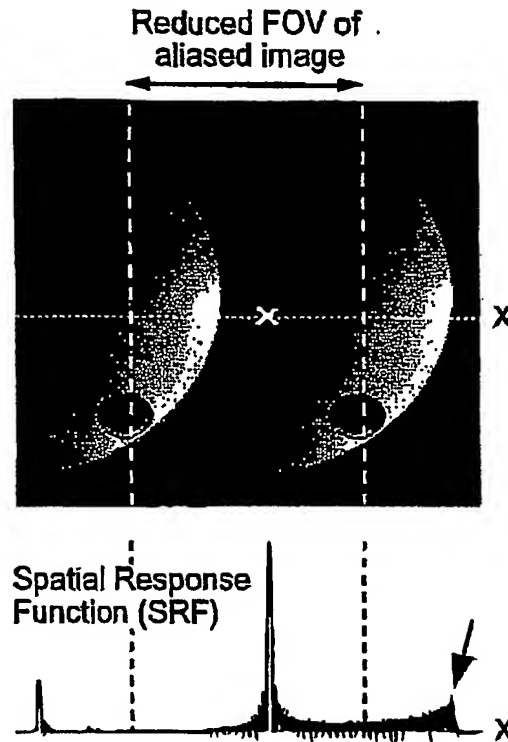 Reduced FOV of
aliased image
X
X
Spatial Response
Function (SRF)
X